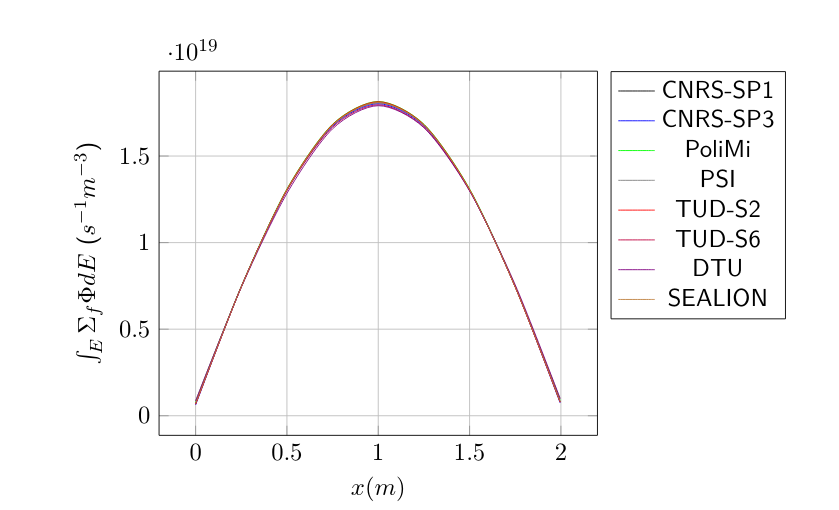 ·10^19
1.5
1
0.5
0
0 0.5 1 1.5 2
x(m)
∫_E Σ_f ΦdE (s^−1 m^−3)
CNRS-SP1
CNRS-SP3
PoliMi
PSI
TUD-S2
TUD-S6
DTU
SEALION